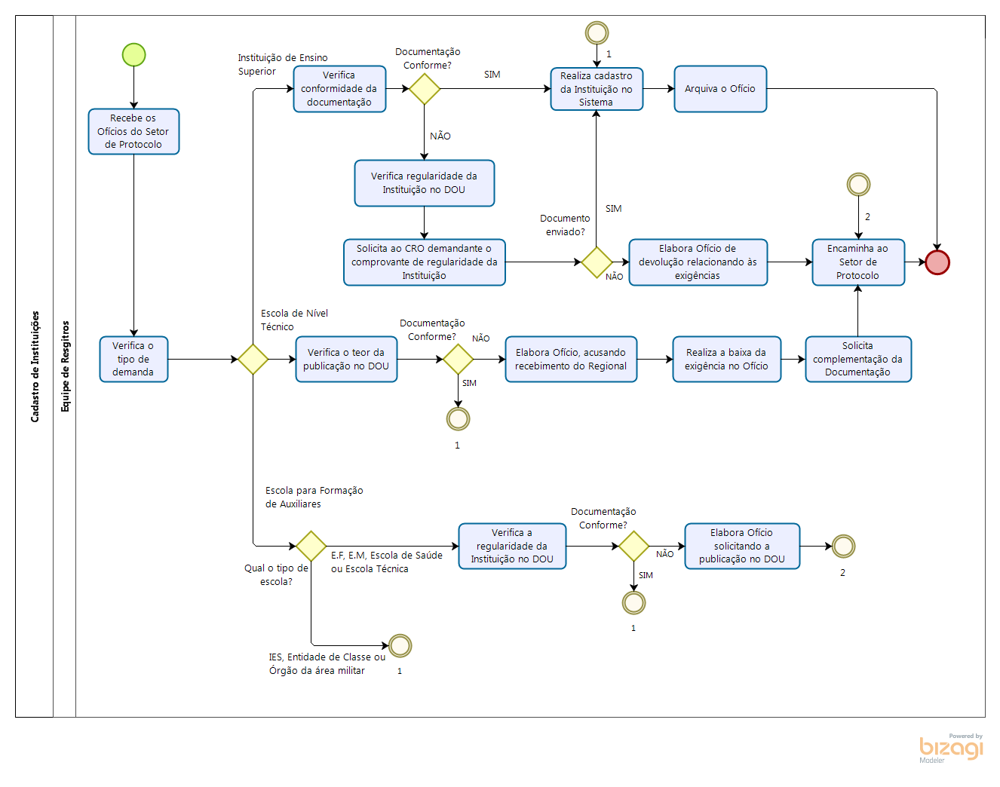 Cadastro de Instituições
Equipe de Resgitros
Recebe os
Ofícios do Setor
de Protocolo
Verifica o
tipo de
demanda
Instituição de Ensino
Superior
Verifica
conformidade da
documentação
Documentação
Conforme?
SIM
NÃO
1
Realiza cadastro
da Instituição no
Sistema
Arquiva o Ofício
Verifica regularidade da
Instituição no DOU
Solicita ao CRO demandante o
comprovante de regularidade da
Instituição
Documento
enviado?
SIM
NÃO
Elabora Ofício de
devolução relacionando às
exigências
2
Encaminha ao
Setor de
Protocolo
Escola de Nível
Técnico
Verifica o teor da
publicação no DOU
Documentação
Conforme?
NÃO
SIM
1
Elabora Ofício, acusando
recebimento do Regional
Realiza a baixa da
exigência no Ofício
Solicita
complementação da
Documentação
Escola para Formação
de Auxiliares
Qual o tipo de
escola?
E.F, E.M, Escola de Saúde
ou Escola Técnica
Verifica a
regularidade da
Instituição no DOU
Documentação
Conforme?
NÃO
SIM
1
Elabora Ofício
solicitando a
publicação no DOU
2
IES, Entidade de Classe ou
Órgão da área militar
1
Powered by
bizagi
Modeler